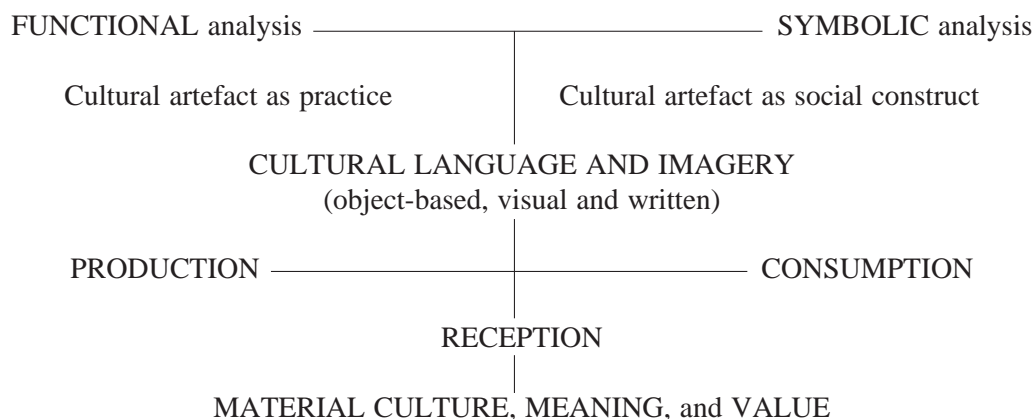 FUNCTIONAL analysis SYMBOLIC analysis
Cultural artefact as practice Cultural artefact as social construct
CULTURAL LANGUAGE AND IMAGERY
(object-based, visual and written)
PRODUCTION CONSUMPTION
RECEPTION
MATERIAL CULTURE, MEANING, and VALUE